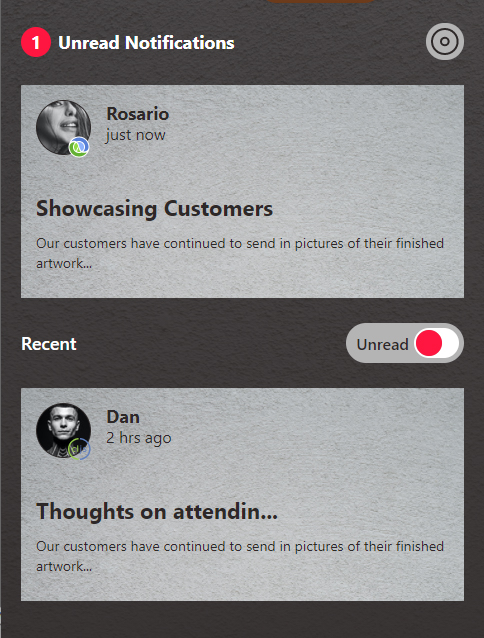 1 Unread Notifications
Rosario
just now
Showcasing Customers
Our customers have continued to send in pictures of their finished
artwork...
Recent
Unread
Dan
2 hrs ago
Thoughts on attendin...
Our customers have continued to send in pictures of their finished
artwork...